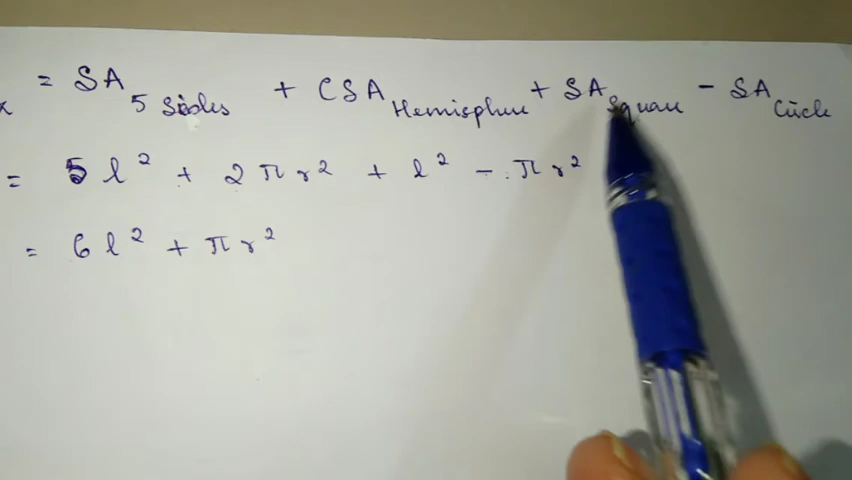 = SA 5 Sides + CSA Hemisphere + SA Square - SA Circle
= 5 l² + 2 π r² + l² - π r²
= 6 l² + π r²